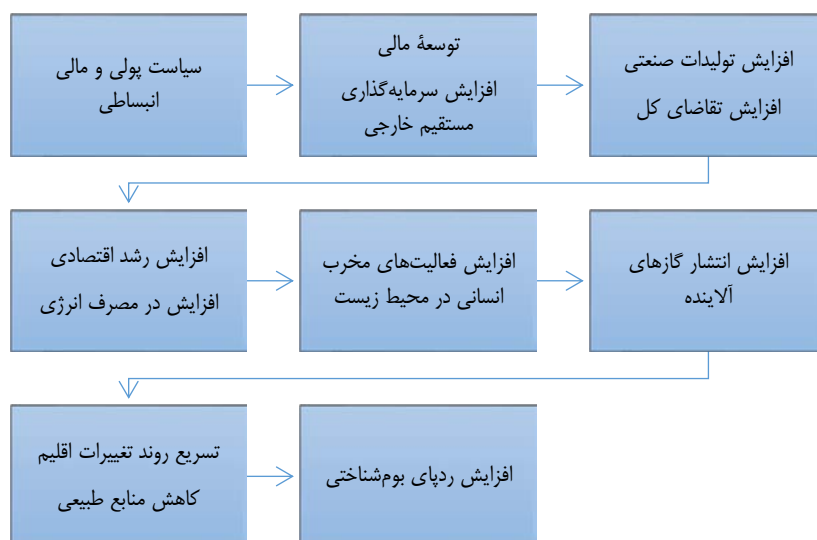 سیاست پولی و مالی
انبساطی
توسعهٔ مالی
افزایش سرمایه‌گذاری
مستقیم خارجی
افزایش تولیدات صنعتی
افزایش تقاضای کل
افزایش رشد اقتصادی
افزایش در مصرف انرژی
افزایش فعالیت‌های مخرب
انسانی در محیط زیست
افزایش انتشار گازهای
آلاینده
تسریع روند تغییرات اقلیم
کاهش منابع طبیعی
افزایش ردپای بوم‌شناختی